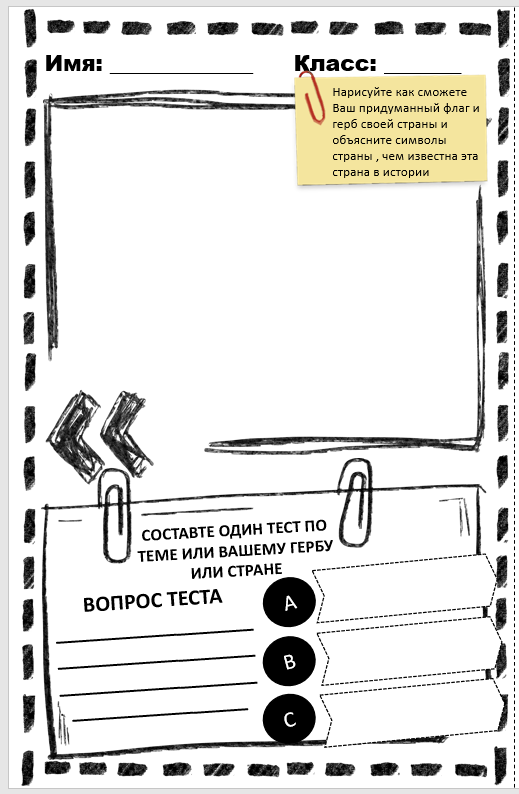 Имя: Класс:
Нарисуйте как сможете
Ваш придуманный флаг и
герб своей страны и
объясните символы
страны , чем известна эта
страна в истории
СОСТАВТЕ ОДИН ТЕСТ ПО
ТЕМЕ ИЛИ ВАШЕМУ ГЕРБУ
ИЛИ СТРАНЕ
ВОПРОС ТЕСТА
A
B
C